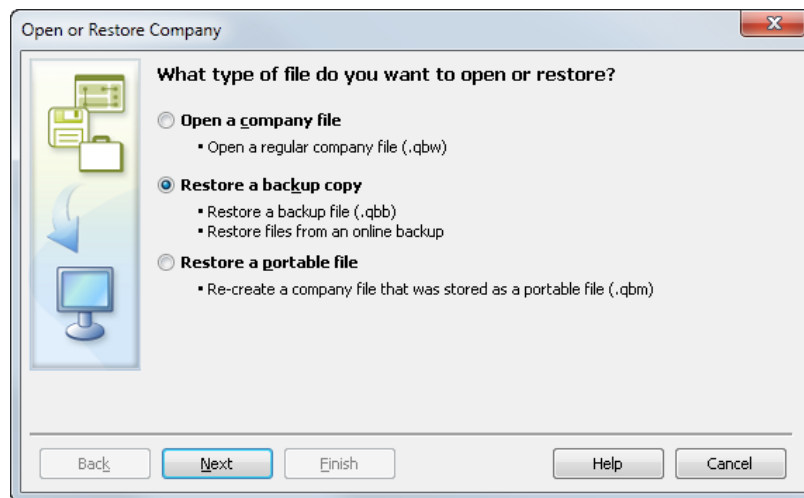 Open or Restore Company
What type of file do you want to open or restore?
Open a company file
▪ Open a regular company file (.qbw)
Restore a backup copy
▪ Restore a backup file (.qbb)
▪ Restore files from an online backup
Restore a portable file
▪ Re-create a company file that was stored as a portable file (.qbm)
Back Next Finish Help Cancel